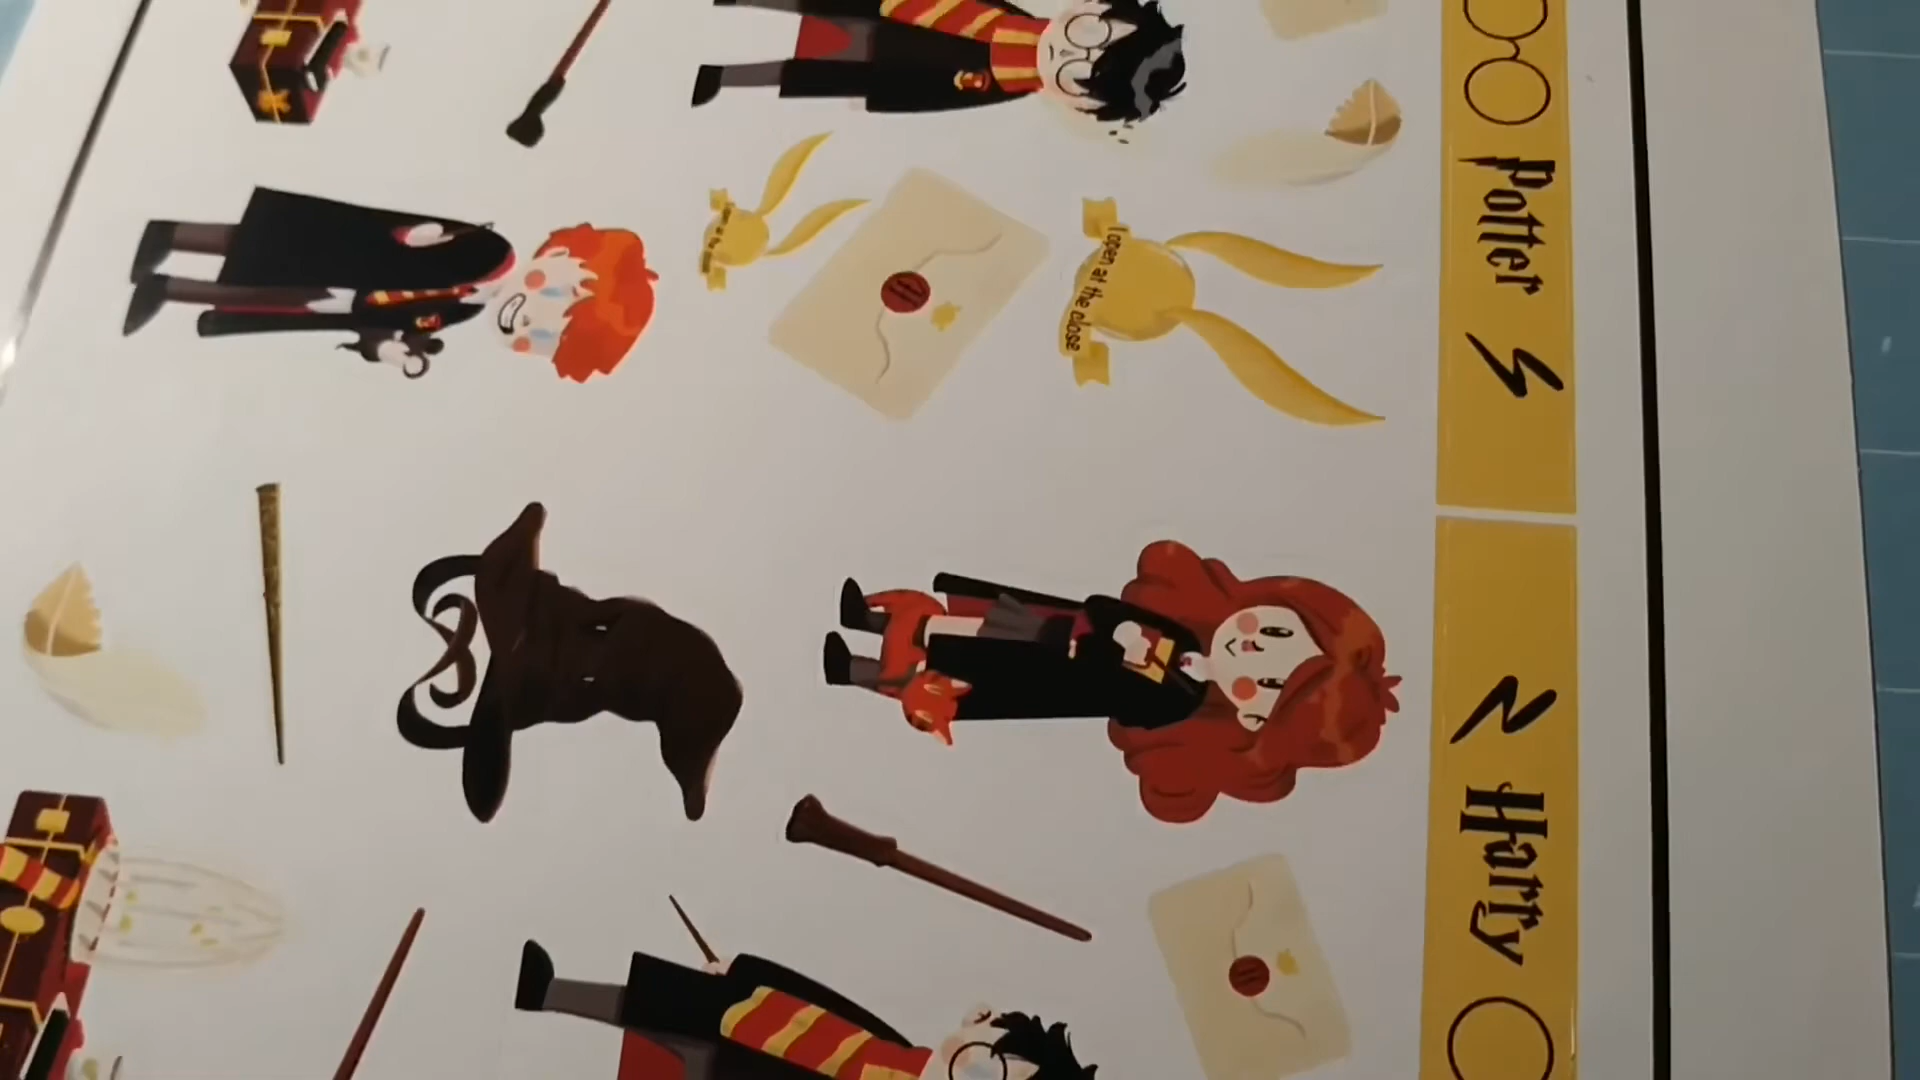 Potter
Harry
I open at the close